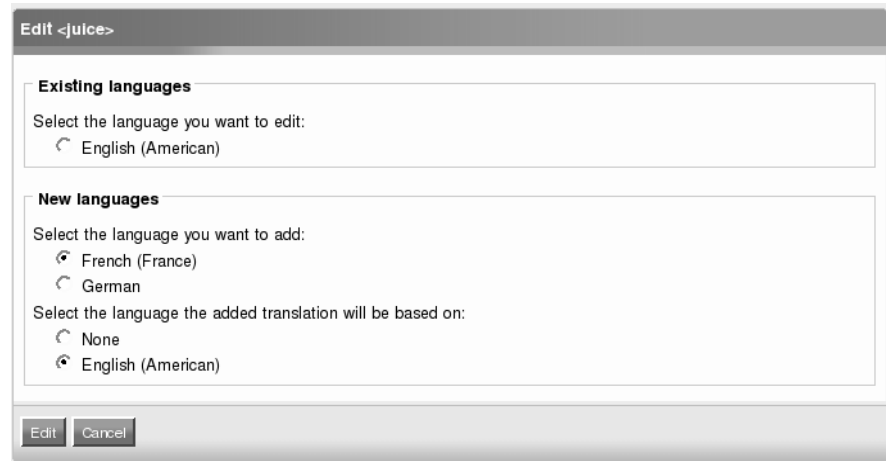 Edit <juice>
Existing languages
Select the language you want to edit:
English (American)
New languages
Select the language you want to add:
French (France)
German
Select the language the added translation will be based on:
None
English (American)
Edit Cancel